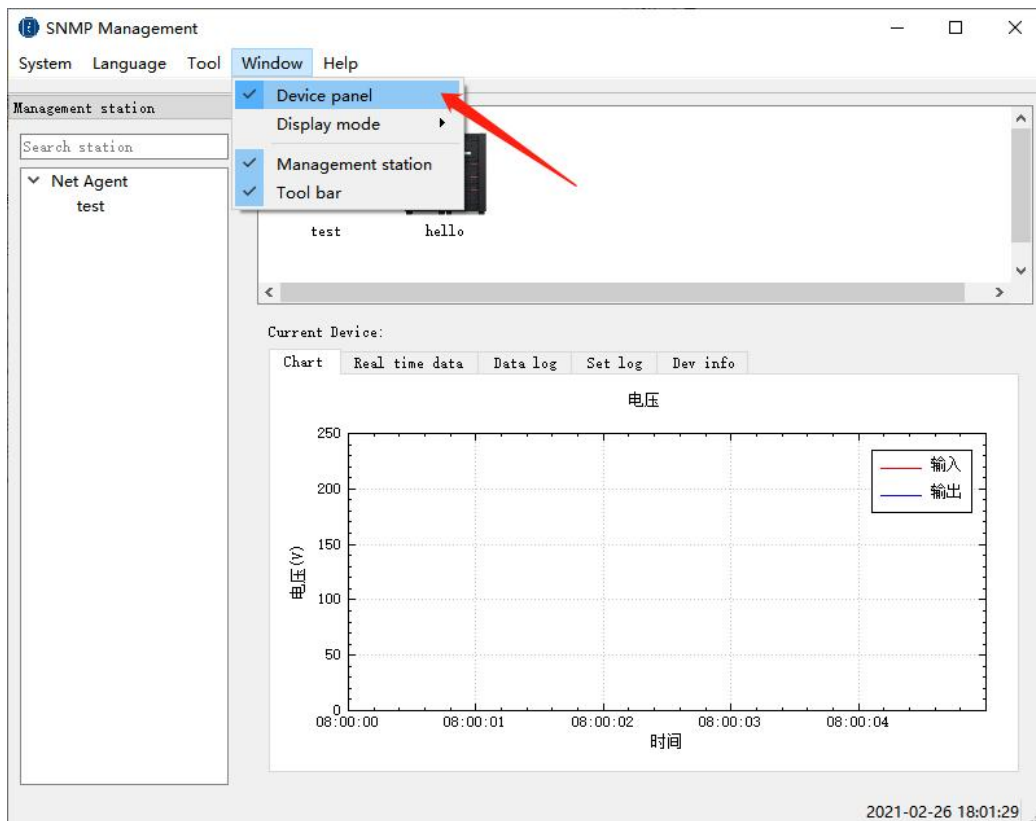 SNMP Management
System Language Tool Window Help
Device panel
Display mode
Management station
Tool bar
Management station
Search station
Net Agent
test
test hello
Current Device:
Chart Real time data Data log Set log Dev info
电压
250
200
150
100
50
0
电压(V)
输入
输出
08:00:00 08:00:01 08:00:02 08:00:03 08:00:04
时间
2021-02-26 18:01:29